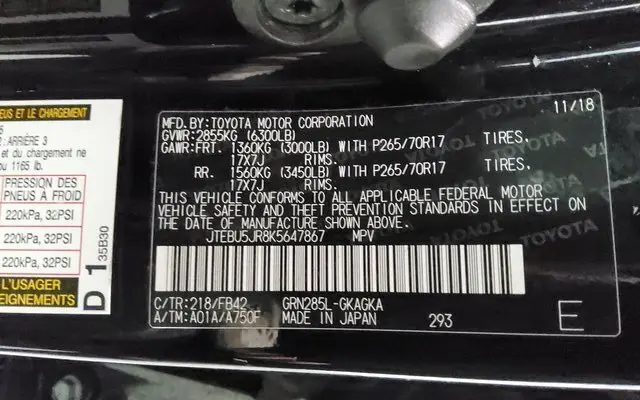 EUS ET LE CHARGEMENT
: ARRIÈRE 3
et du chargement ne
ou 1165 lb.
PRESSION DES
PNEUS À FROID
220kPa, 32PSI
220kPa, 32PSI
220kPa, 32PSI
L'USAGER
EIGNEMENTS
D 1 35B30
11/18
MFD.BY:TOYOTA MOTOR CORPORATION
GVWR:2855KG (6300LB)
GAWR:FRT. 1360KG (3000LB) WITH P265/70R17 TIRES,
17X7J RIMS.
RR. 1560KG (3450LB) WITH P265/70R17 TIRES,
17X7J RIMS.
THIS VEHICLE CONFORMS TO ALL APPLICABLE FEDERAL MOTOR
VEHICLE SAFETY AND THEFT PREVENTION STANDARDS IN EFFECT ON
THE DATE OF MANUFACTURE SHOWN ABOVE.
JTEBU5JR8K5647867 MPV
C/TR:218/FB42 GRN285L-GKAGKA
A/TM:A01A/A750F MADE IN JAPAN 293 E